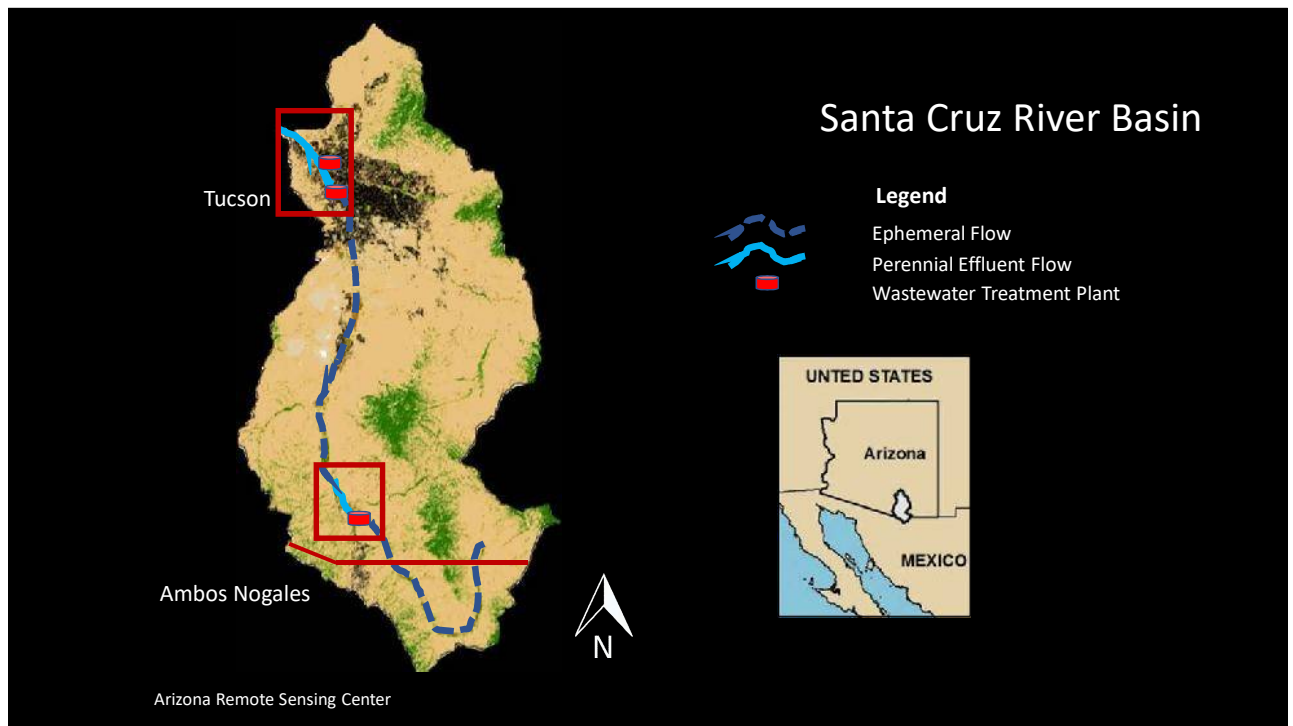 Santa Cruz River Basin
Legend
Ephemeral Flow
Perennial Effluent Flow
Wastewater Treatment Plant
Tucson
UNITED STATES
Arizona
MEXICO
Ambos Nogales
N
Arizona Remote Sensing Center